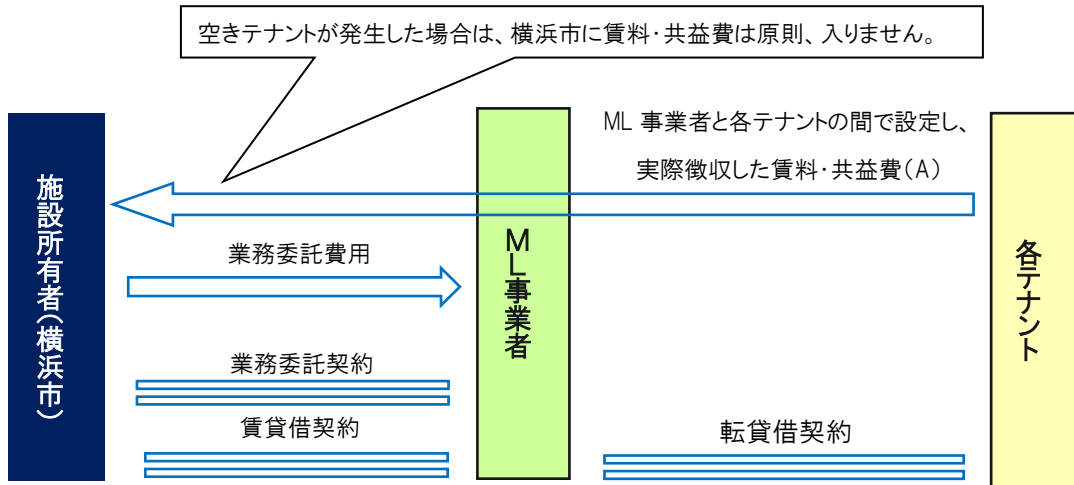 空きテナントが発生した場合は、横浜市に賃料・共益費は原則、入りません。
ML 事業者と各テナントの間で設定し、
実際徴収した賃料・共益費(A)
施設所有者(横浜市)
業務委託費用
ML事業者
各テナント
業務委託契約
賃貸借契約
転貸借契約